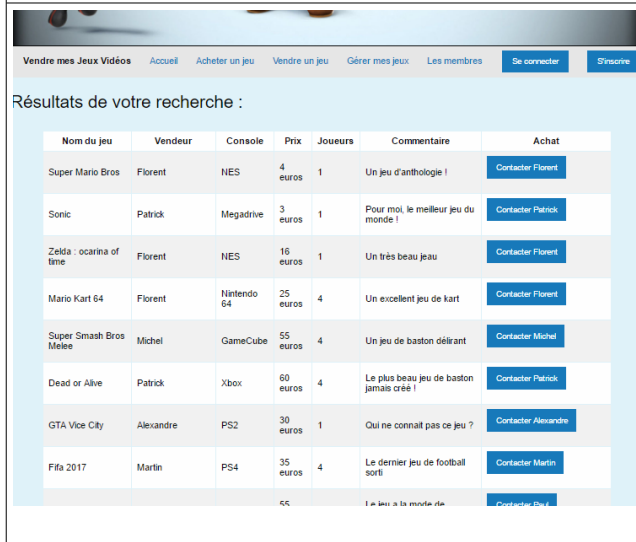 Vendre mes Jeux Vidéos Accueil Acheter un jeu Vendre un jeu Gérer mes jeux Les membres Se connecter S'inscrire
Résultats de votre recherche :
Nom du jeu Vendeur Console Prix Joueurs Commentaire Achat
Super Mario Bros Florent NES 4 euros 1 Un jeu d'anthologie ! Contacter Florent
Sonic Patrick Megadrive 3 euros 1 Pour moi, le meilleur jeu du monde ! Contacter Patrick
Zelda : ocarina of time Florent NES 16 euros 1 Un très beau jeau Contacter Florent
Mario Kart 64 Florent Nintendo 64 25 euros 4 Un excellent jeu de kart Contacter Florent
Super Smash Bros Melee Michel GameCube 55 euros 4 Un jeu de baston délirant Contacter Michel
Dead or Alive Patrick Xbox 60 euros 4 Le plus beau jeu de baston jamais créé ! Contacter Patrick
GTA Vice City Alexandre PS2 30 euros 1 Qui ne connait pas ce jeu ? Contacter Alexandre
Fifa 2017 Martin PS4 35 euros 4 Le dernier jeu de football sorti Contacter Martin
55 Le jeu a la mode de Contacter Paul